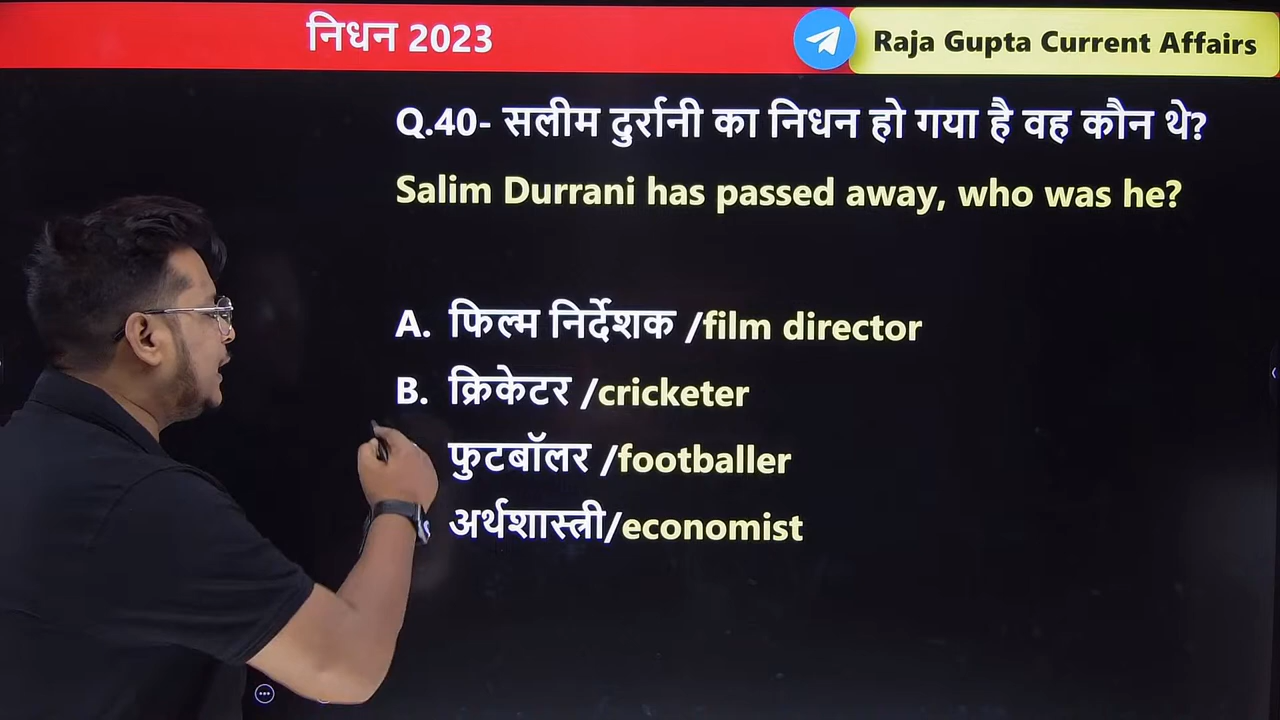 निधन 2023
Raja Gupta Current Affairs
Q.40- सलीम दुर्रानी का निधन हो गया है वह कौन थे?
Salim Durrani has passed away, who was he?
A. फिल्म निर्देशक /film director
B. क्रिकेटर /cricketer
फुटबॉलर /footballer
अर्थशास्त्री/economist